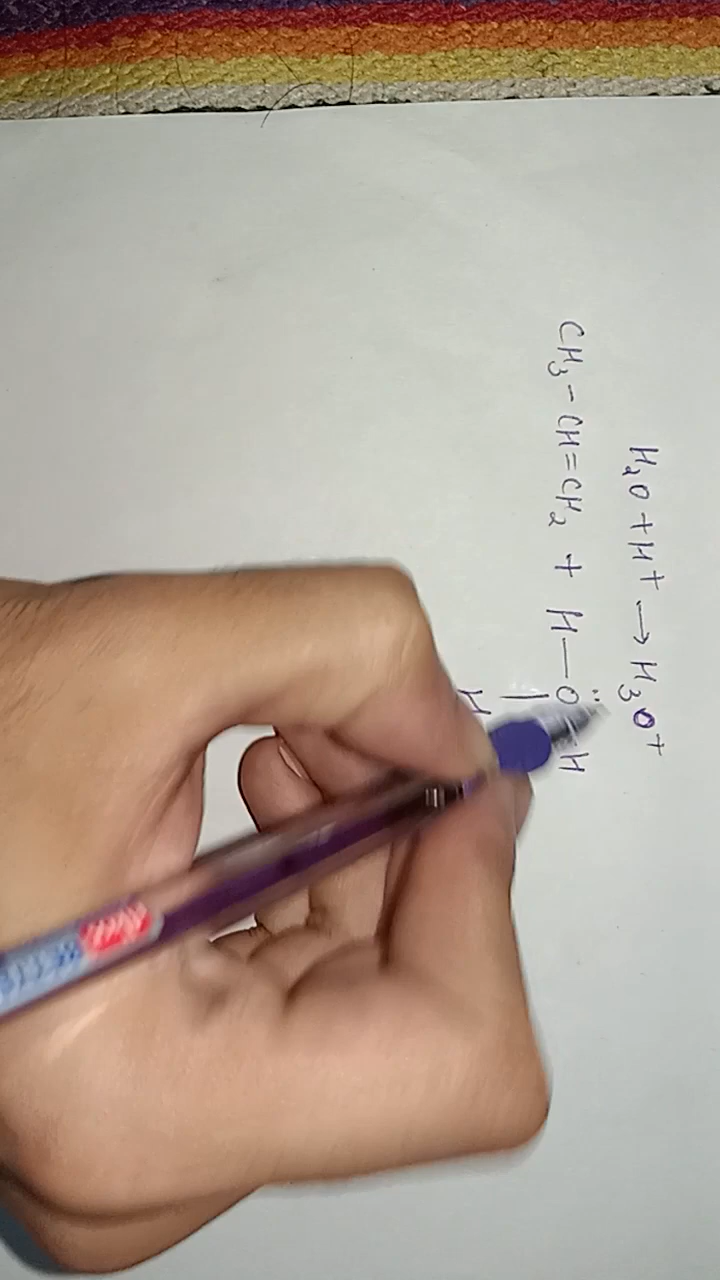 H₂O + H⁺ → H₃O⁺
CH₃ - CH = CH₂ + H — Ö - H
|
H